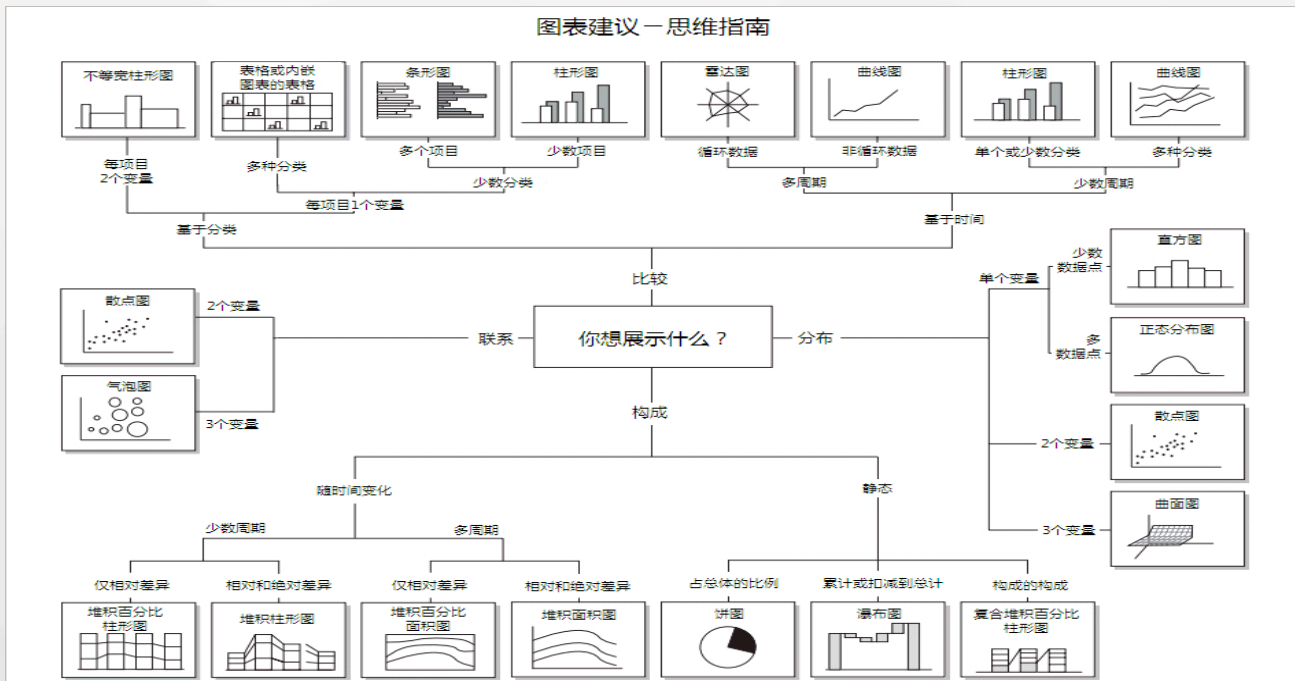 图表建议－思维指南
不等宽柱形图
表格或内嵌
图表的表格
条形图
柱形图
雷达图
曲线图
柱形图
曲线图
每项目
2个变量
多种分类
多个项目
少数项目
循环数据
非循环数据
单个或少数分类
多种分类
少数分类
多周期
少数周期
每项目1个变量
基于分类
基于时间
比较
你想展示什么？
联系
2个变量
散点图
气泡图
3个变量
分布
单个变量
少数
数据点
直方图
多
数据点
正态分布图
2个变量
散点图
3个变量
曲面图
构成
随时间变化
静态
少数周期
多周期
仅相对差异
相对和绝对差异
仅相对差异
相对和绝对差异
占总体的比例
累计或扣减到总计
构成的构成
堆积百分比
柱形图
堆积柱形图
堆积百分比
面积图
堆积面积图
饼图
瀑布图
复合堆积百分比
柱形图